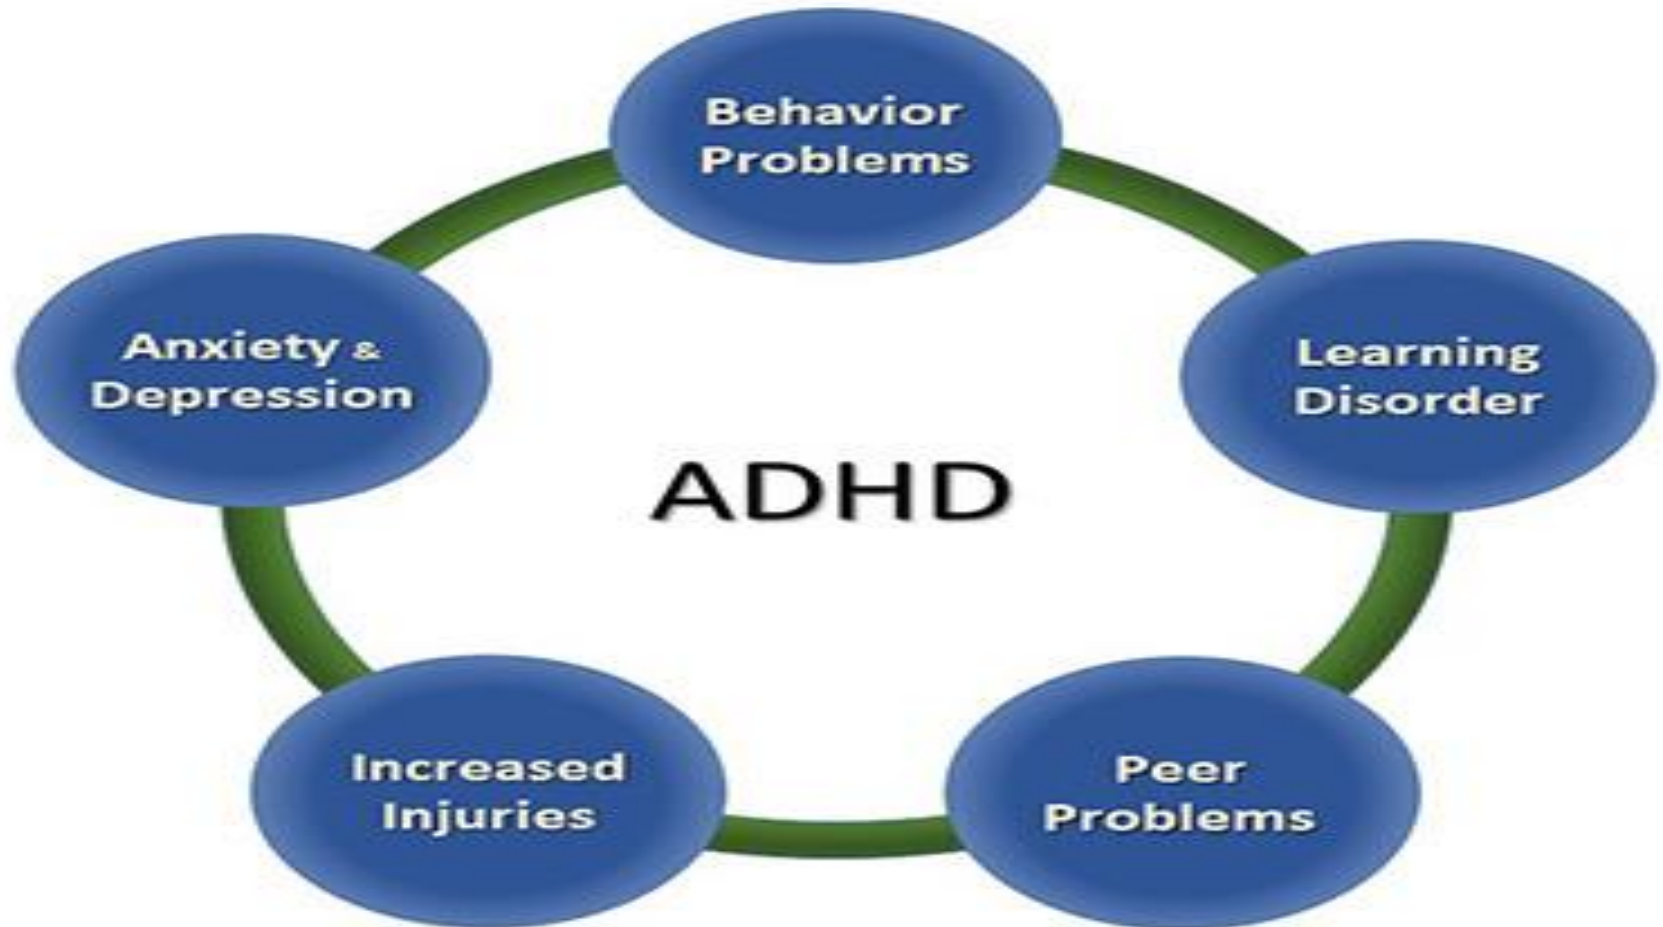 Behavior
Problems
Anxiety &
Depression
Learning
Disorder
ADHD
Increased
Injuries
Peer
Problems